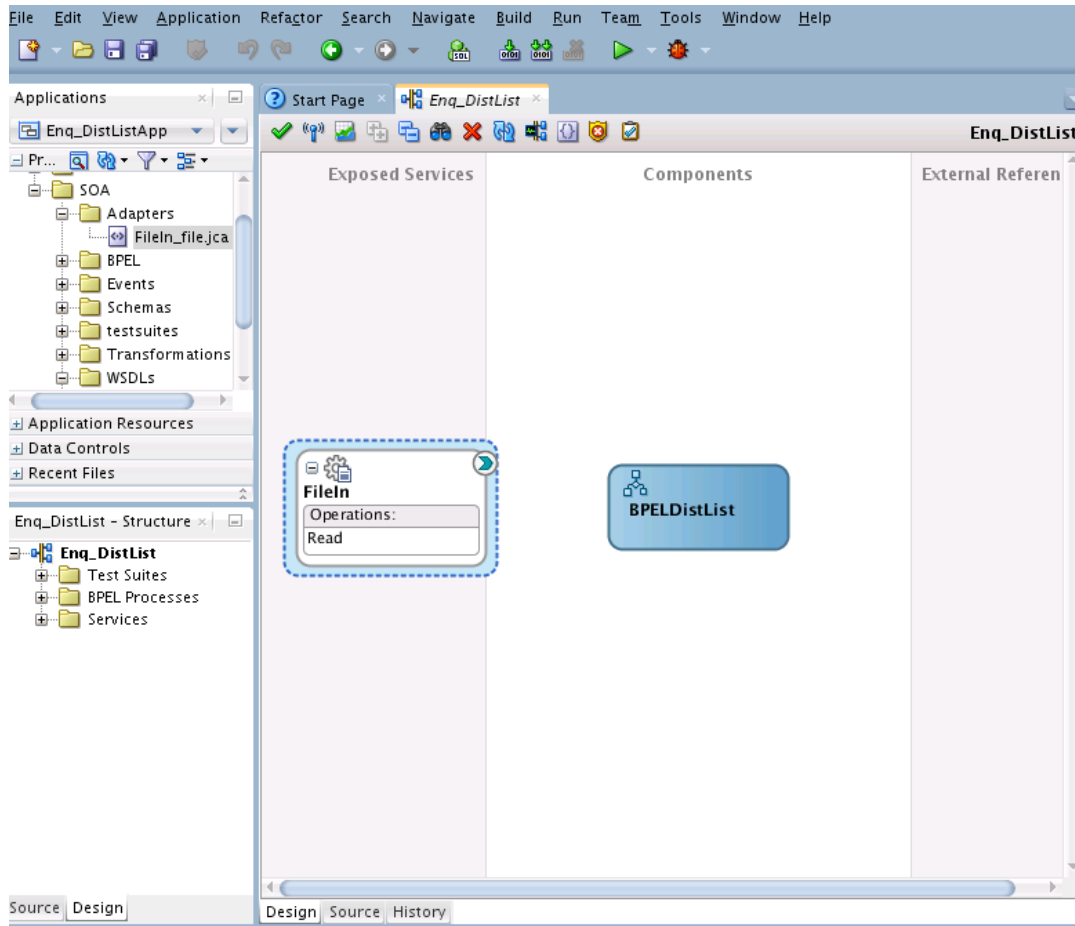 File Edit View Application Refactor Search Navigate Build Run Team Tools Window Help
SQL
Applications
Enq_DistListApp
Pr...
SOA
Adapters
FileIn_file.jca
BPEL
Events
Schemas
testsuites
Transformations
WSDLs
Application Resources
Data Controls
Recent Files
Enq_DistList - Structure
Enq_DistList
Test Suites
BPEL Processes
Services
Source Design
Start Page
Enq_DistList
Enq_DistList
Exposed Services
Components
External Referen
FileIn
Operations:
Read
BPELDistList
Design Source History